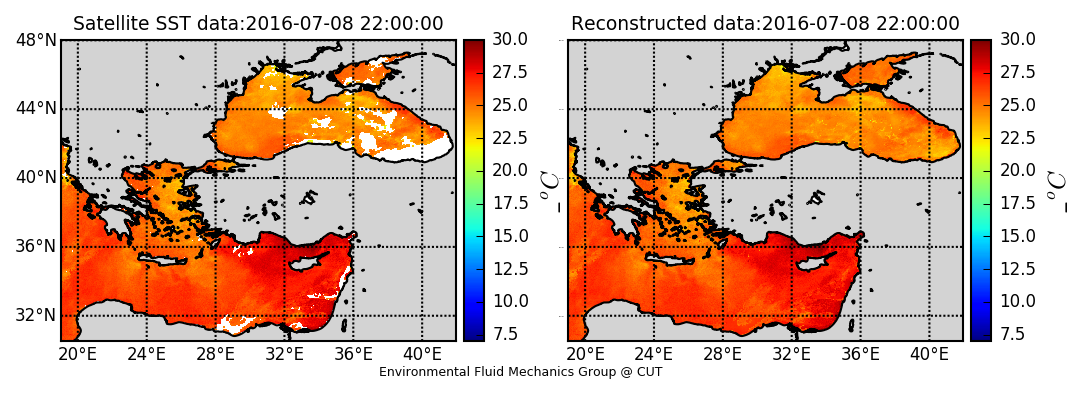 Satellite SST data:2016-07-08 22:00:00
48°N
44°N
40°N
36°N
32°N
20°E 24°E 28°E 32°E 36°E 40°E
30.0
27.5
25.0
22.5
20.0
17.5
15.0
12.5
10.0
7.5
_ °C
Reconstructed data:2016-07-08 22:00:00
20°E 24°E 28°E 32°E 36°E 40°E
30.0
27.5
25.0
22.5
20.0
17.5
15.0
12.5
10.0
7.5
_ °C
Environmental Fluid Mechanics Group @ CUT